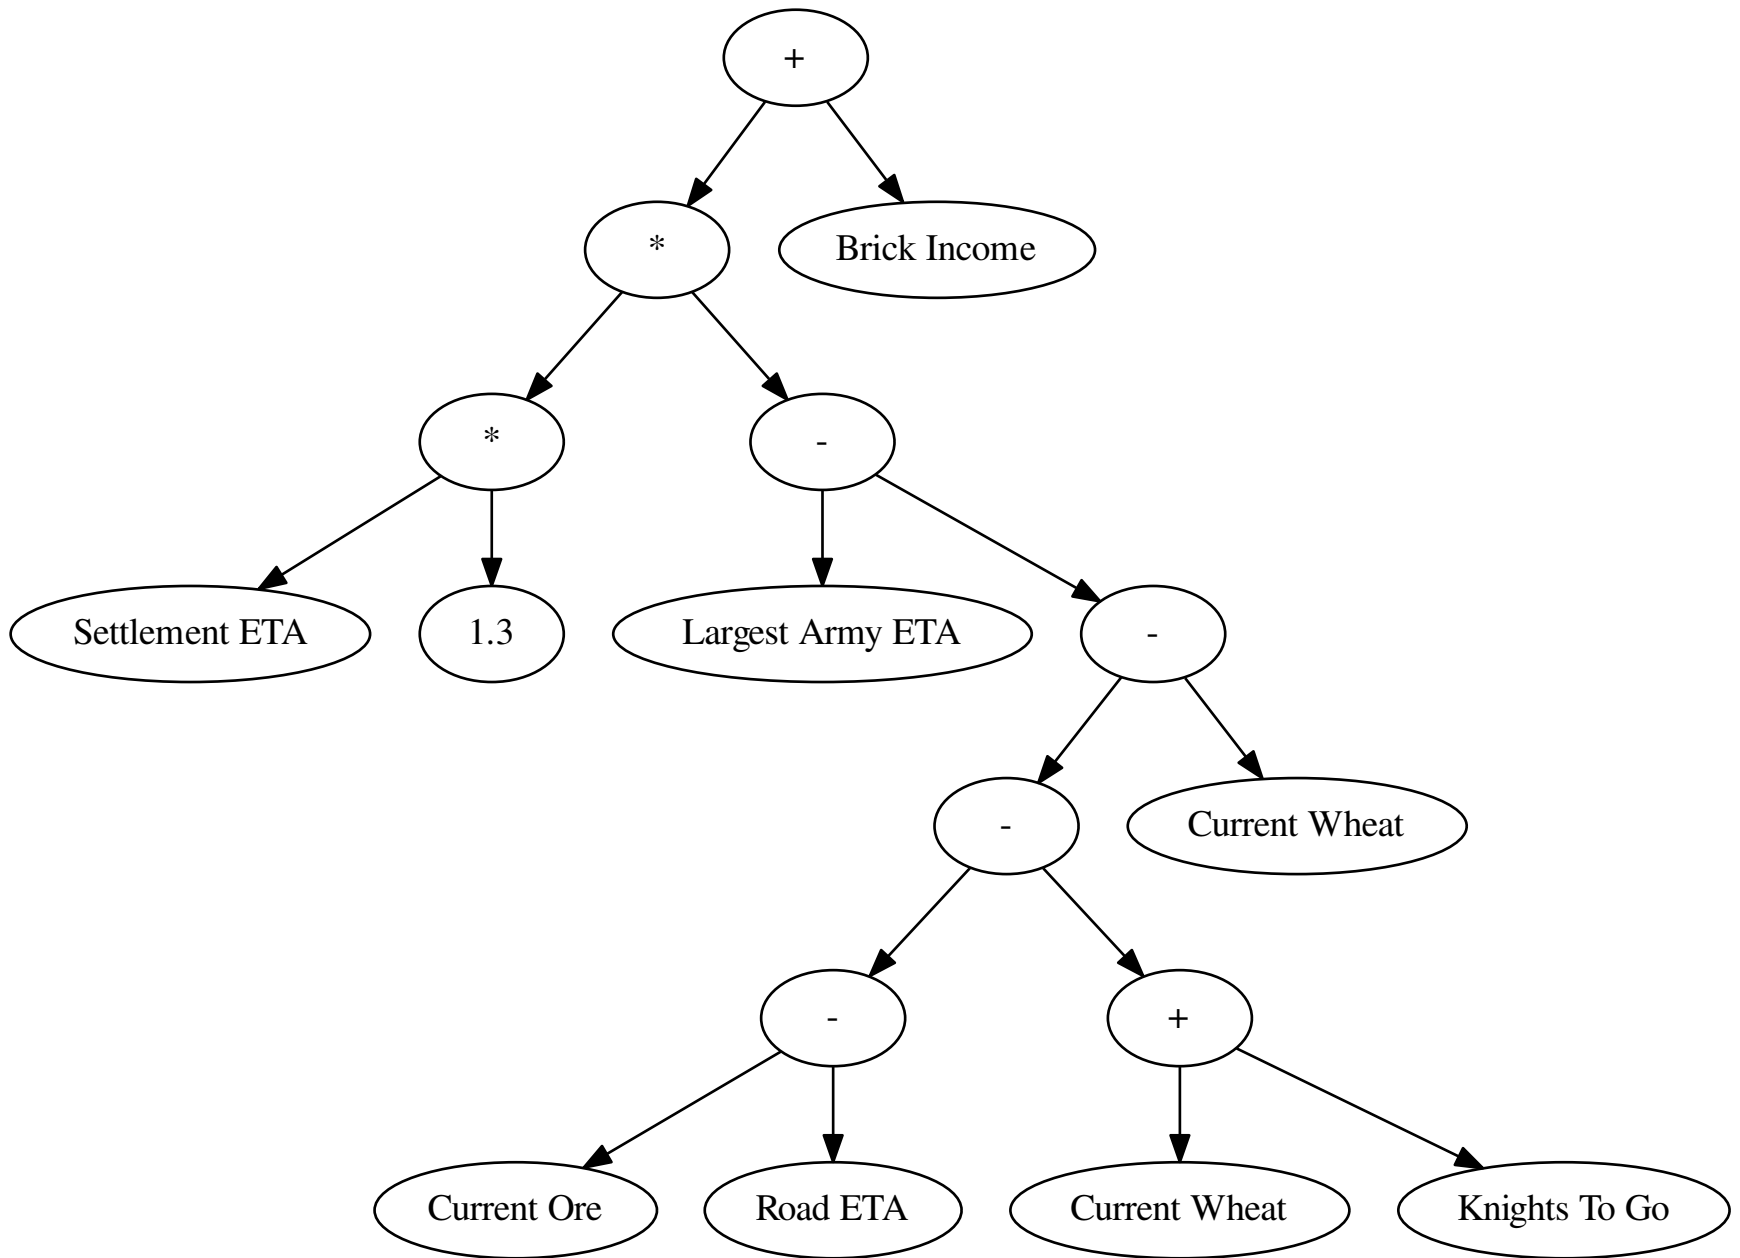 +
*
Brick Income
*
-
Settlement ETA
1.3
Largest Army ETA
-
-
Current Wheat
-
+
Current Ore
Road ETA
Current Wheat
Knights To Go